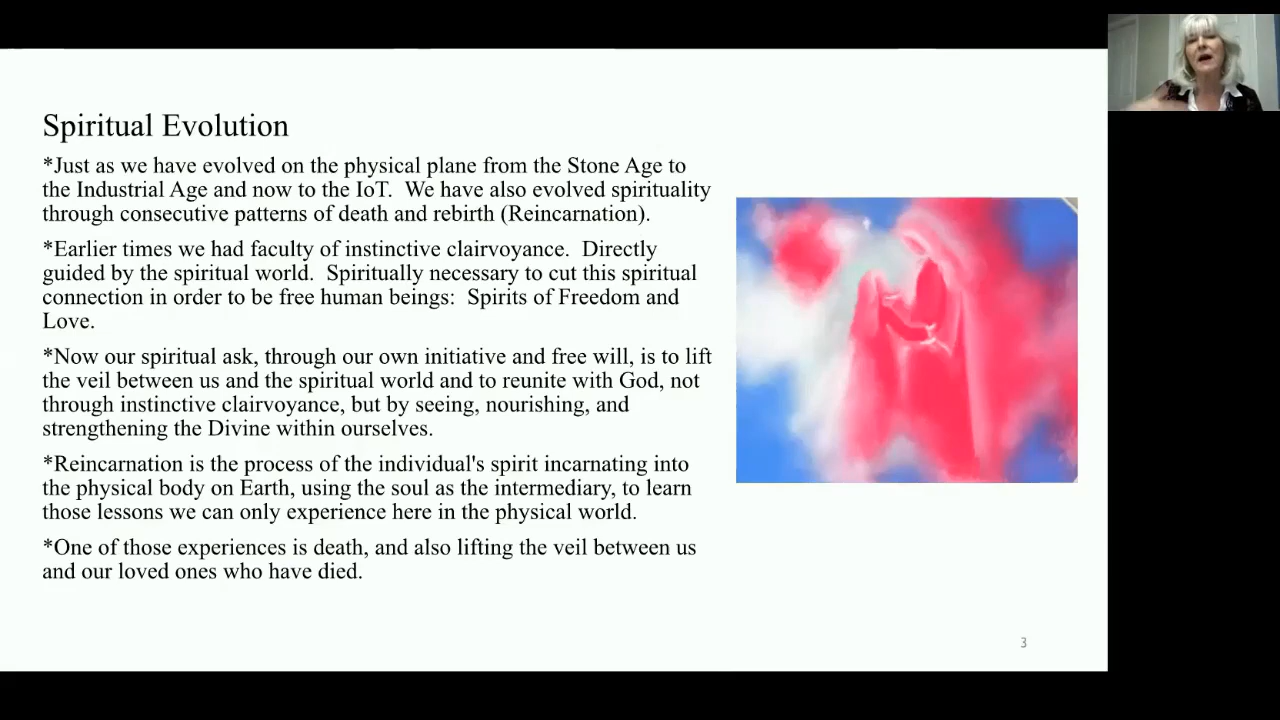 Spiritual Evolution
*Just as we have evolved on the physical plane from the Stone Age to
the Industrial Age and now to the IoT.  We have also evolved spirituality
through consecutive patterns of death and rebirth (Reincarnation).
*Earlier times we had faculty of instinctive clairvoyance.  Directly
guided by the spiritual world.  Spiritually necessary to cut this spiritual
connection in order to be free human beings:  Spirits of Freedom and
Love.
*Now our spiritual ask, through our own initiative and free will, is to lift
the veil between us and the spiritual world and to reunite with God, not
through instinctive clairvoyance, but by seeing, nourishing, and
strengthening the Divine within ourselves.
*Reincarnation is the process of the individual's spirit incarnating into
the physical body on Earth, using the soul as the intermediary, to learn
those lessons we can only experience here in the physical world.
*One of those experiences is death, and also lifting the veil between us
and our loved ones who have died.
3